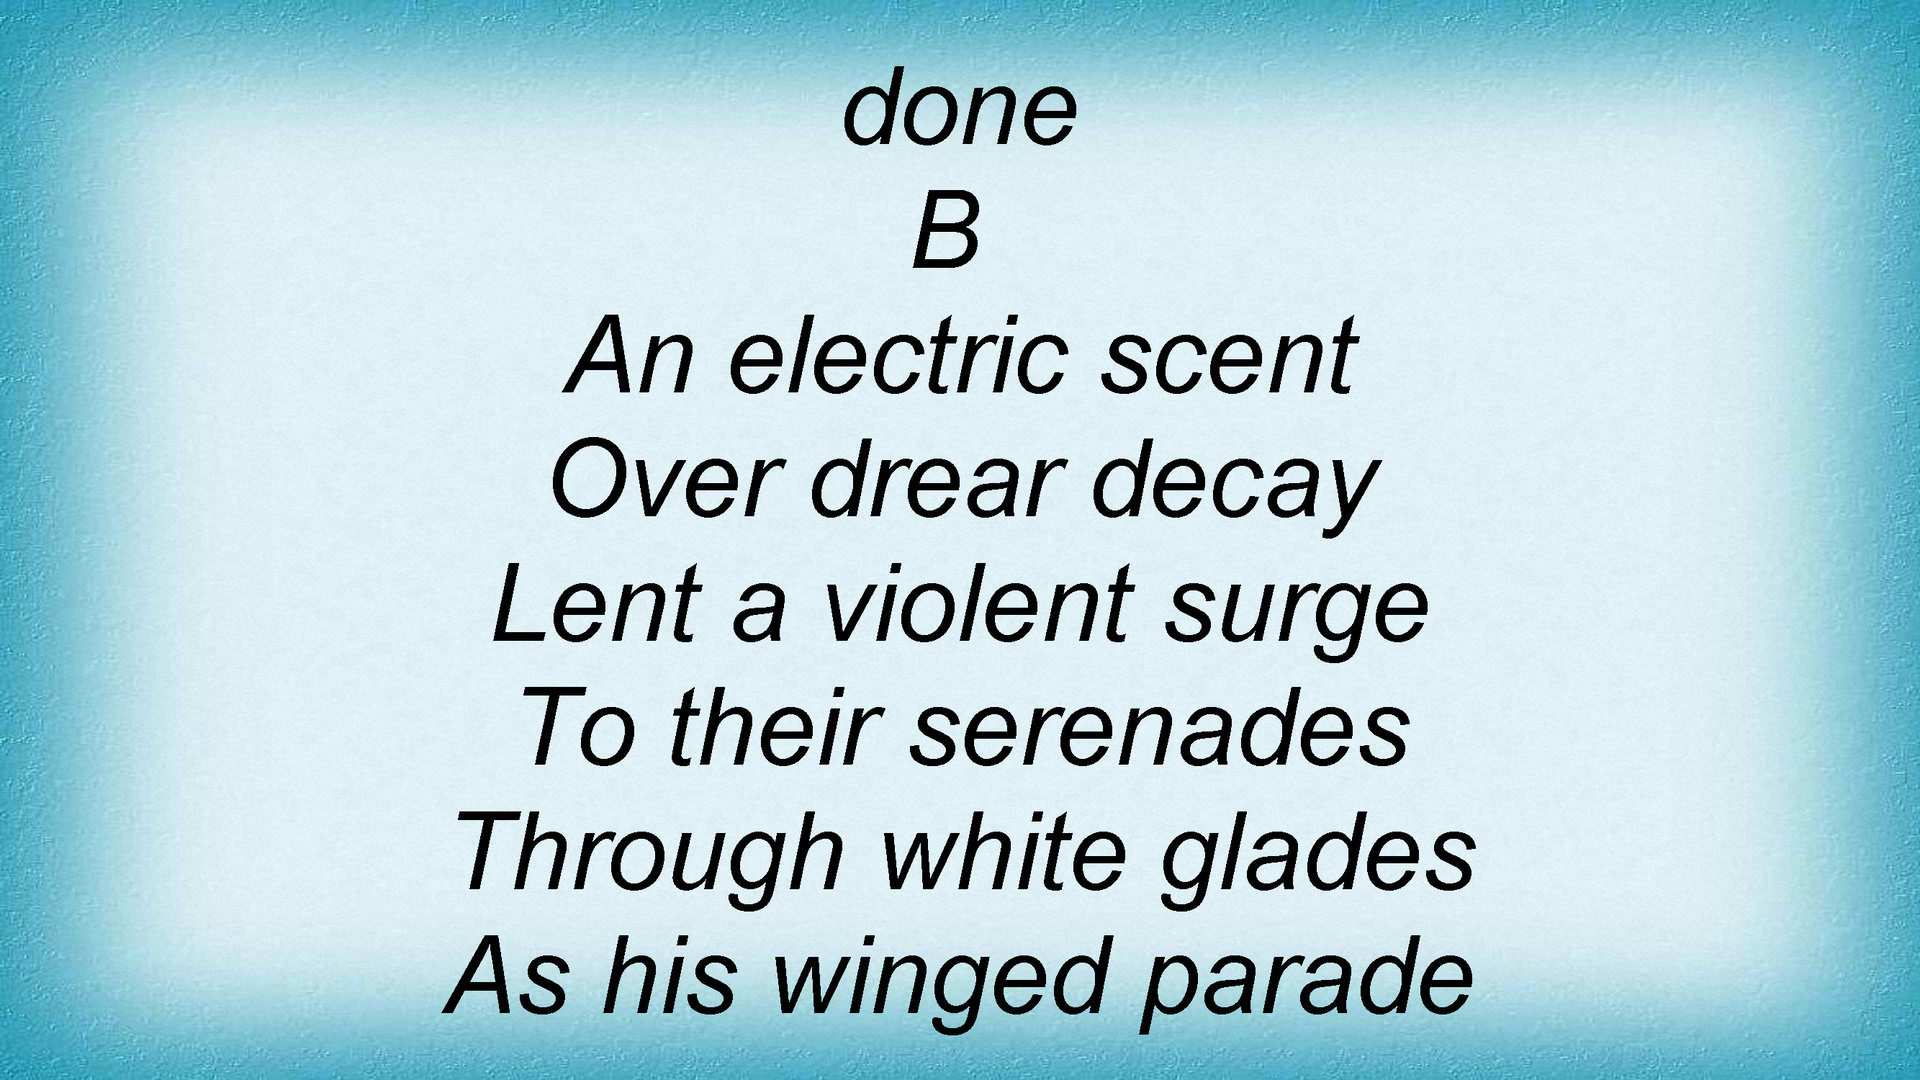 done
B
An electric scent
Over drear decay
Lent a violent surge
To their serenades
Through white glades
As his winged parade